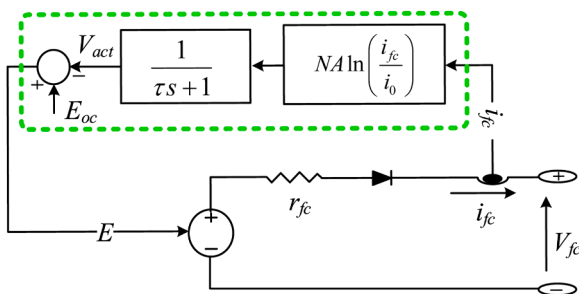 V_act
1
τs + 1
NA ln(i_fc / i_0)
+
−
E_oc
i_fc
+
r_fc
i_fc
+
E
−
V_fc
−